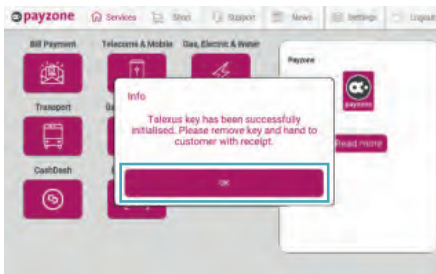 payzone Services Shop Support News Settings Logout
Bill Payment Telecoms & Mobile Gas, Electric & Water
Payzone
Info
Talexus key has been successfully
initialised. Please remove key and hand to
customer with receipt.
Transport
payzone
Read more
OK
CashDash